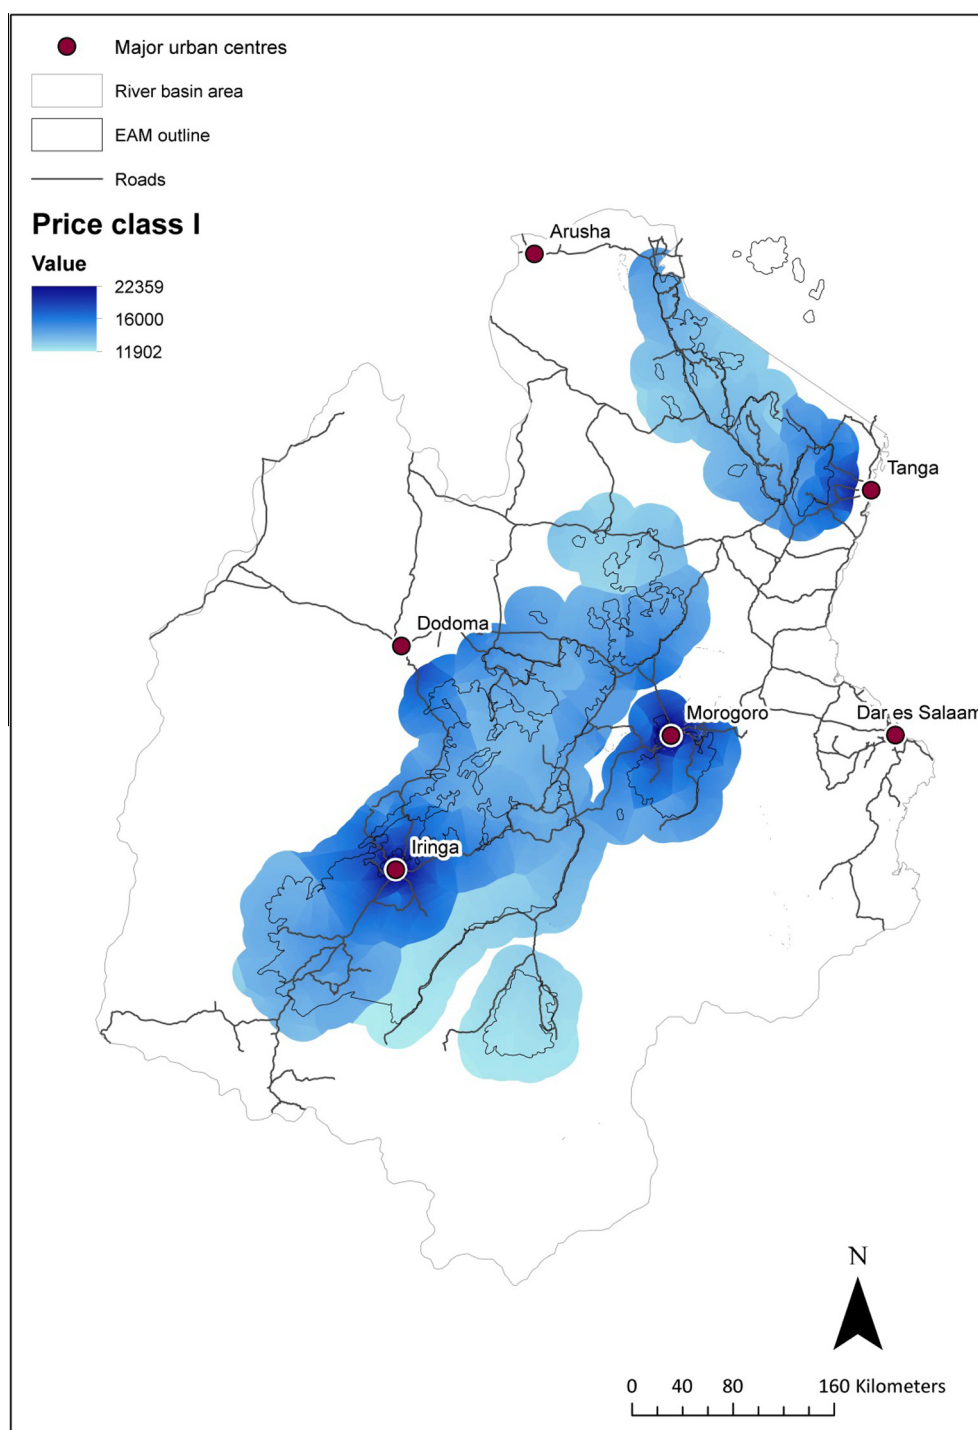 Major urban centres
River basin area
EAM outline
Roads
Price class I
Value
22359
16000
11902
Arusha
Tanga
Dodoma
Morogoro
Dar es Salaam
Iringa
N
0 40 80 160 Kilometers